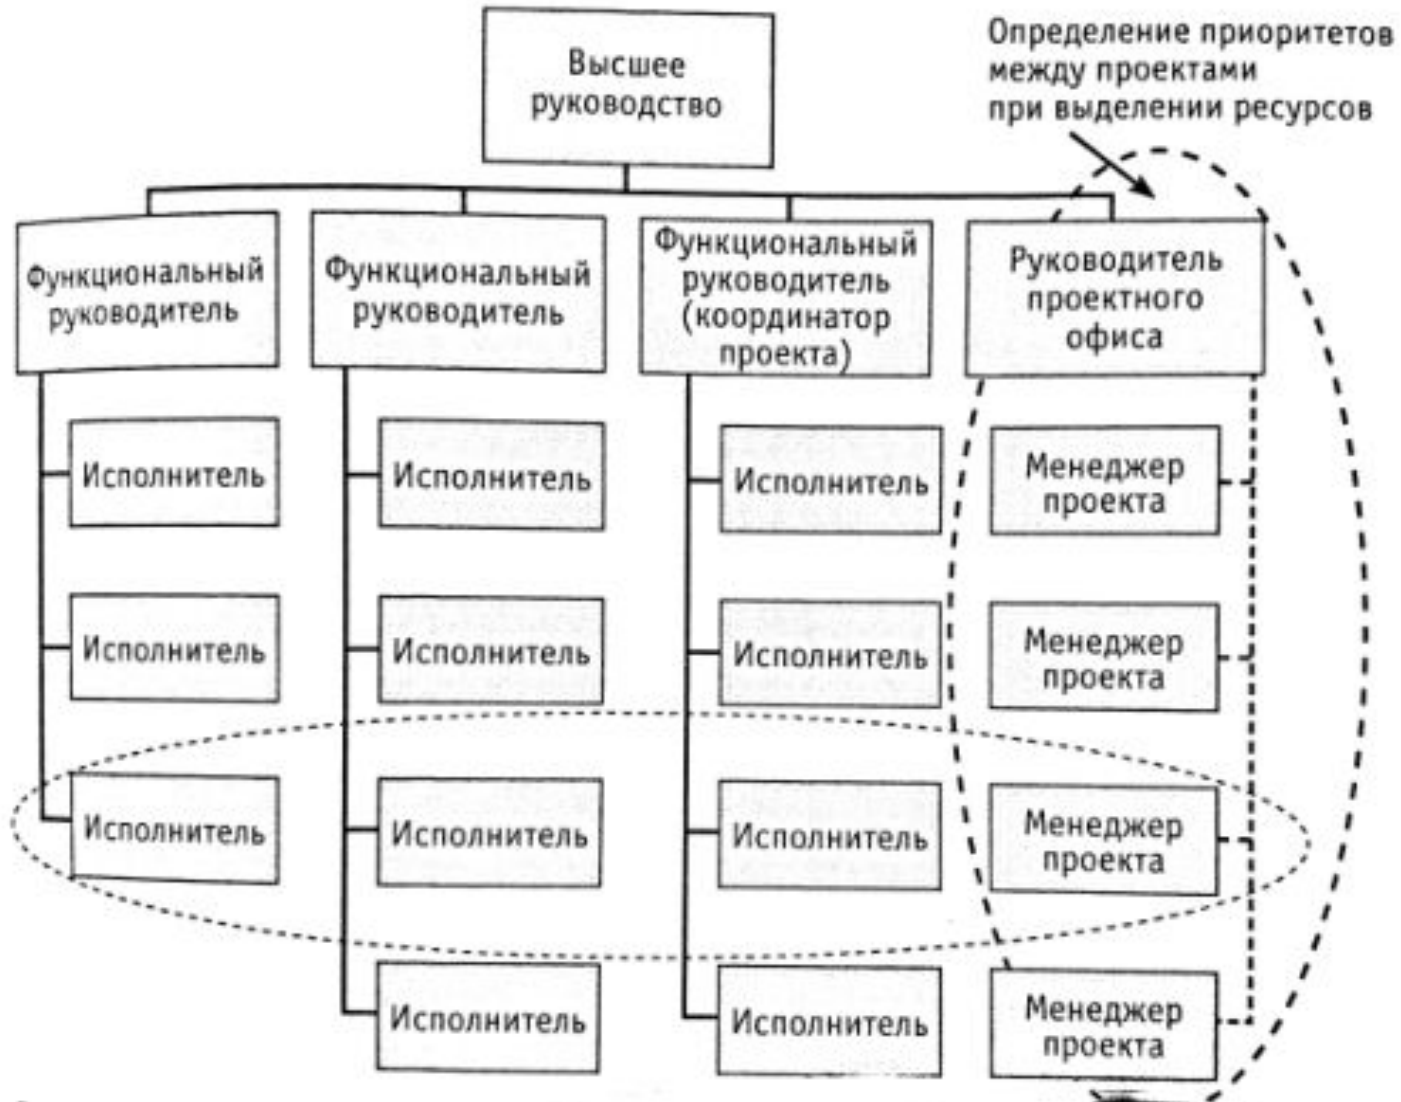 Высшее
руководство
Определение приоритетов
между проектами
при выделении ресурсов
Функциональный
руководитель
Функциональный
руководитель
Функциональный
руководитель
(координатор
проекта)
Руководитель
проектного
офиса
Исполнитель
Исполнитель
Исполнитель
Менеджер
проекта
Исполнитель
Исполнитель
Исполнитель
Менеджер
проекта
Исполнитель
Исполнитель
Исполнитель
Менеджер
проекта
Исполнитель
Исполнитель
Менеджер
проекта